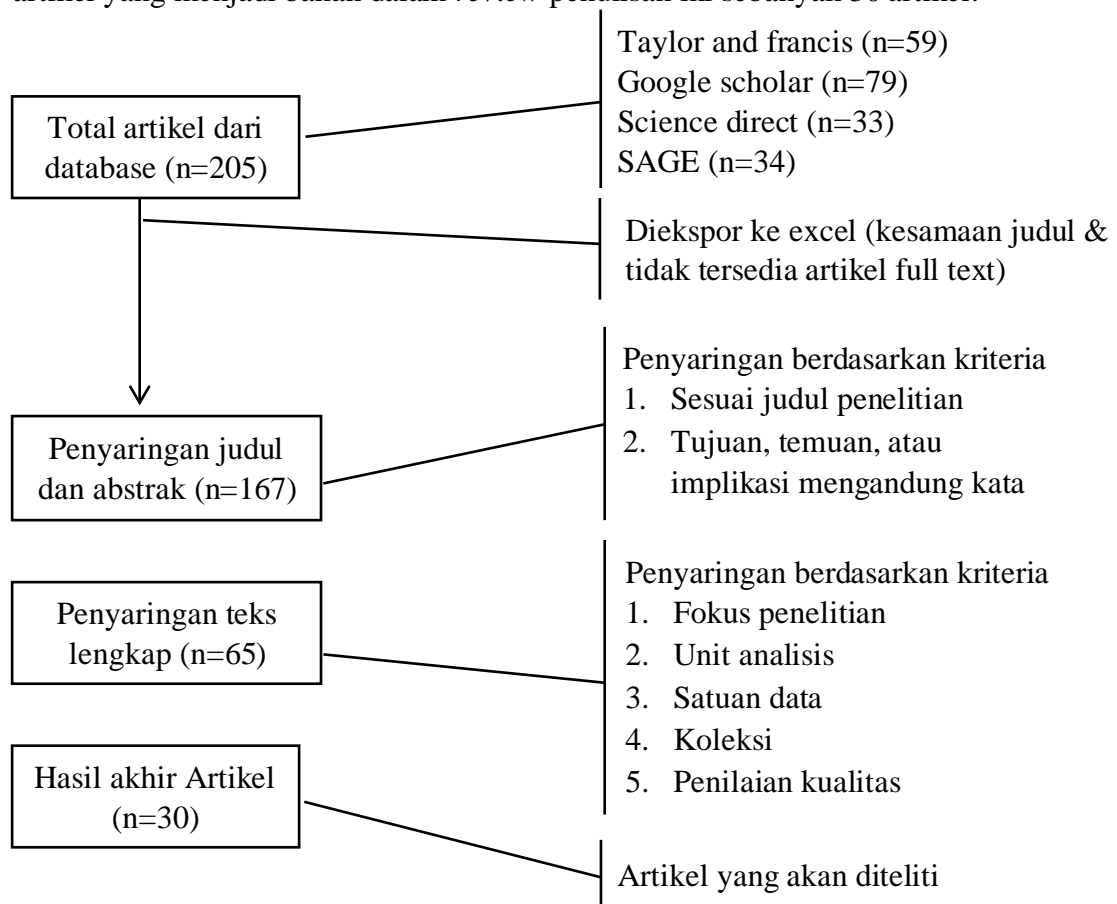 artikel yang menjadi bahan dalam review penulisan ini sebanyak 30 artikel.
Total artikel dari
database (n=205)
Taylor and francis (n=59)
Google scholar (n=79)
Science direct (n=33)
SAGE (n=34)
Diekspor ke excel (kesamaan judul &
tidak tersedia artikel full text)
Penyaringan judul
dan abstrak (n=167)
Penyaringan berdasarkan kriteria
1. Sesuai judul penelitian
2. Tujuan, temuan, atau
implikasi mengandung kata
Penyaringan teks
lengkap (n=65)
Penyaringan berdasarkan kriteria
1. Fokus penelitian
2. Unit analisis
3. Satuan data
4. Koleksi
5. Penilaian kualitas
Hasil akhir Artikel
(n=30)
Artikel yang akan diteliti